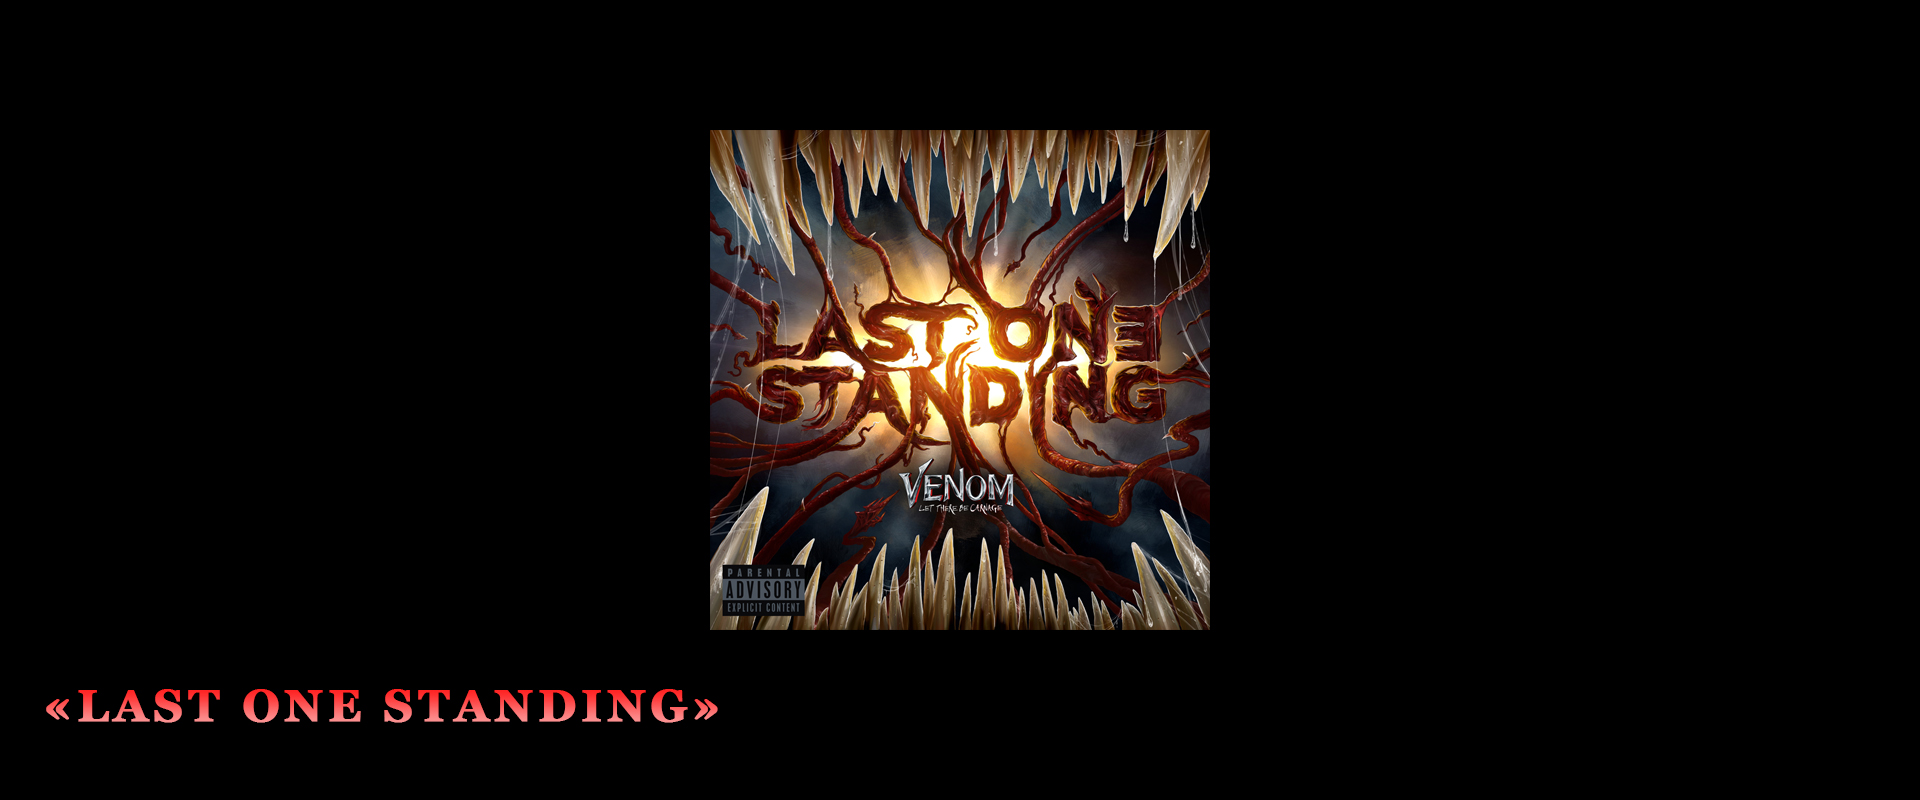 LAST ONE
STANDING
VENOM
LET THERE BE CARNAGE
PARENTAL
ADVISORY
EXPLICIT CONTENT
«LAST ONE STANDING»